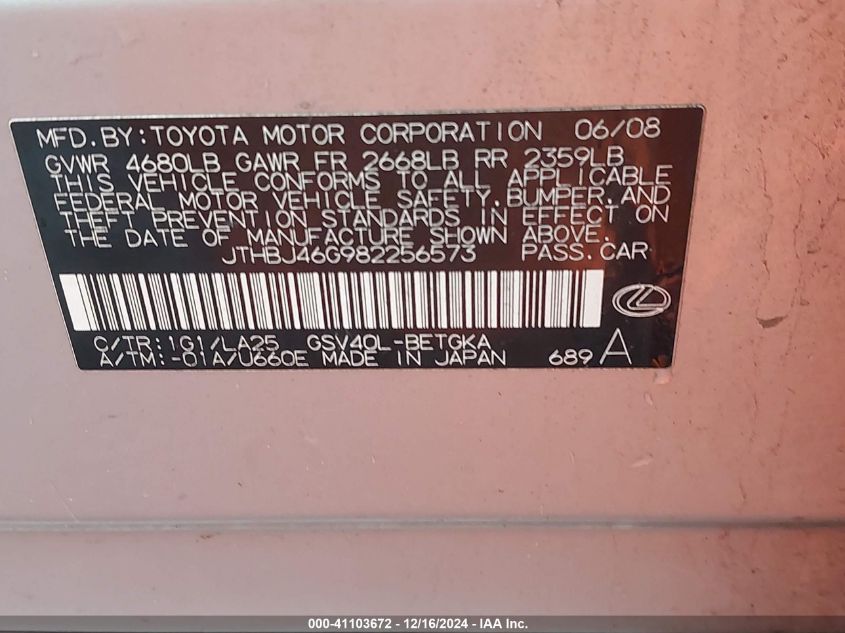 MFD.BY:TOYOTA MOTOR CORPORATION 06/08
GVWR 4680LB GAWR FR 2668LB RR 2359LB
THIS VEHICLE CONFORMS TO ALL APPLICABLE
FEDERAL MOTOR VEHICLE SAFETY,BUMPER,AND
THEFT PREVENTION STANDARDS IN EFFECT ON
THE DATE OF MANUFACTURE SHOWN ABOVE.
JTHBJ46G982256573 PASS.CAR
C/TR:1G1/LA25 GSV40L-BETGKA
A/TM:-01A/U660E MADE IN JAPAN 689 A
000-41103672 - 12/16/2024 - IAA Inc.